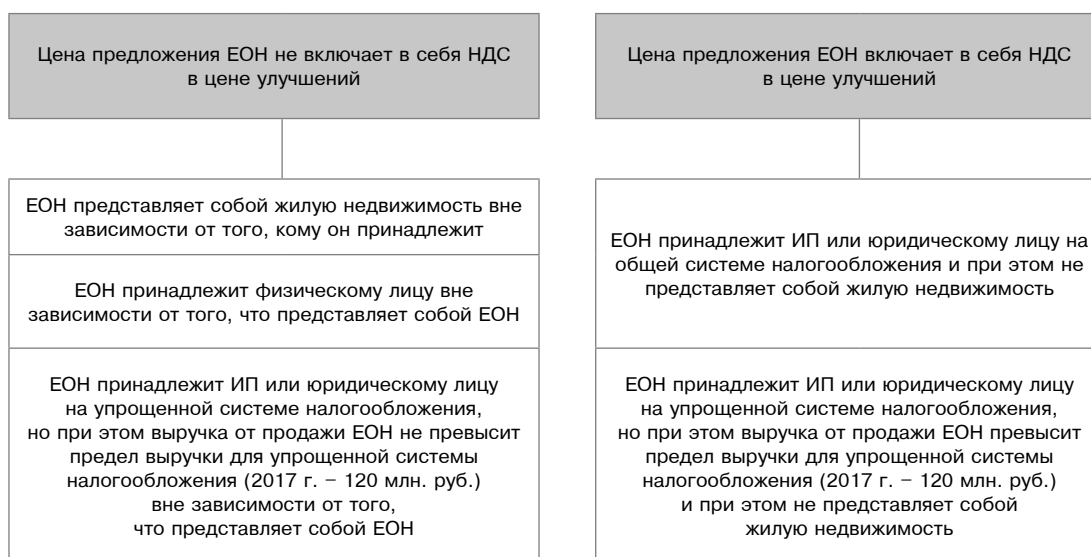 Цена предложения ЕОН не включает в себя НДС
в цене улучшений
ЕОН представляет собой жилую недвижимость вне
зависимости от того, кому он принадлежит
ЕОН принадлежит физическому лицу вне
зависимости от того, что представляет собой ЕОН
ЕОН принадлежит ИП или юридическому лицу
на упрощенной системе налогообложения,
но при этом выручка от продажи ЕОН не превысит
предел выручки для упрощенной системы
налогообложения (2017 г. – 120 млн. руб.)
вне зависимости от того,
что представляет собой ЕОН
Цена предложения ЕОН включает в себя НДС
в цене улучшений
ЕОН принадлежит ИП или юридическому лицу на
общей системе налогообложения и при этом не
представляет собой жилую недвижимость
ЕОН принадлежит ИП или юридическому лицу
на упрощенной системе налогообложения,
но при этом выручка от продажи ЕОН превысит
предел выручки для упрощенной системы
налогообложения (2017 г. – 120 млн. руб.)
и при этом не представляет собой
жилую недвижимость